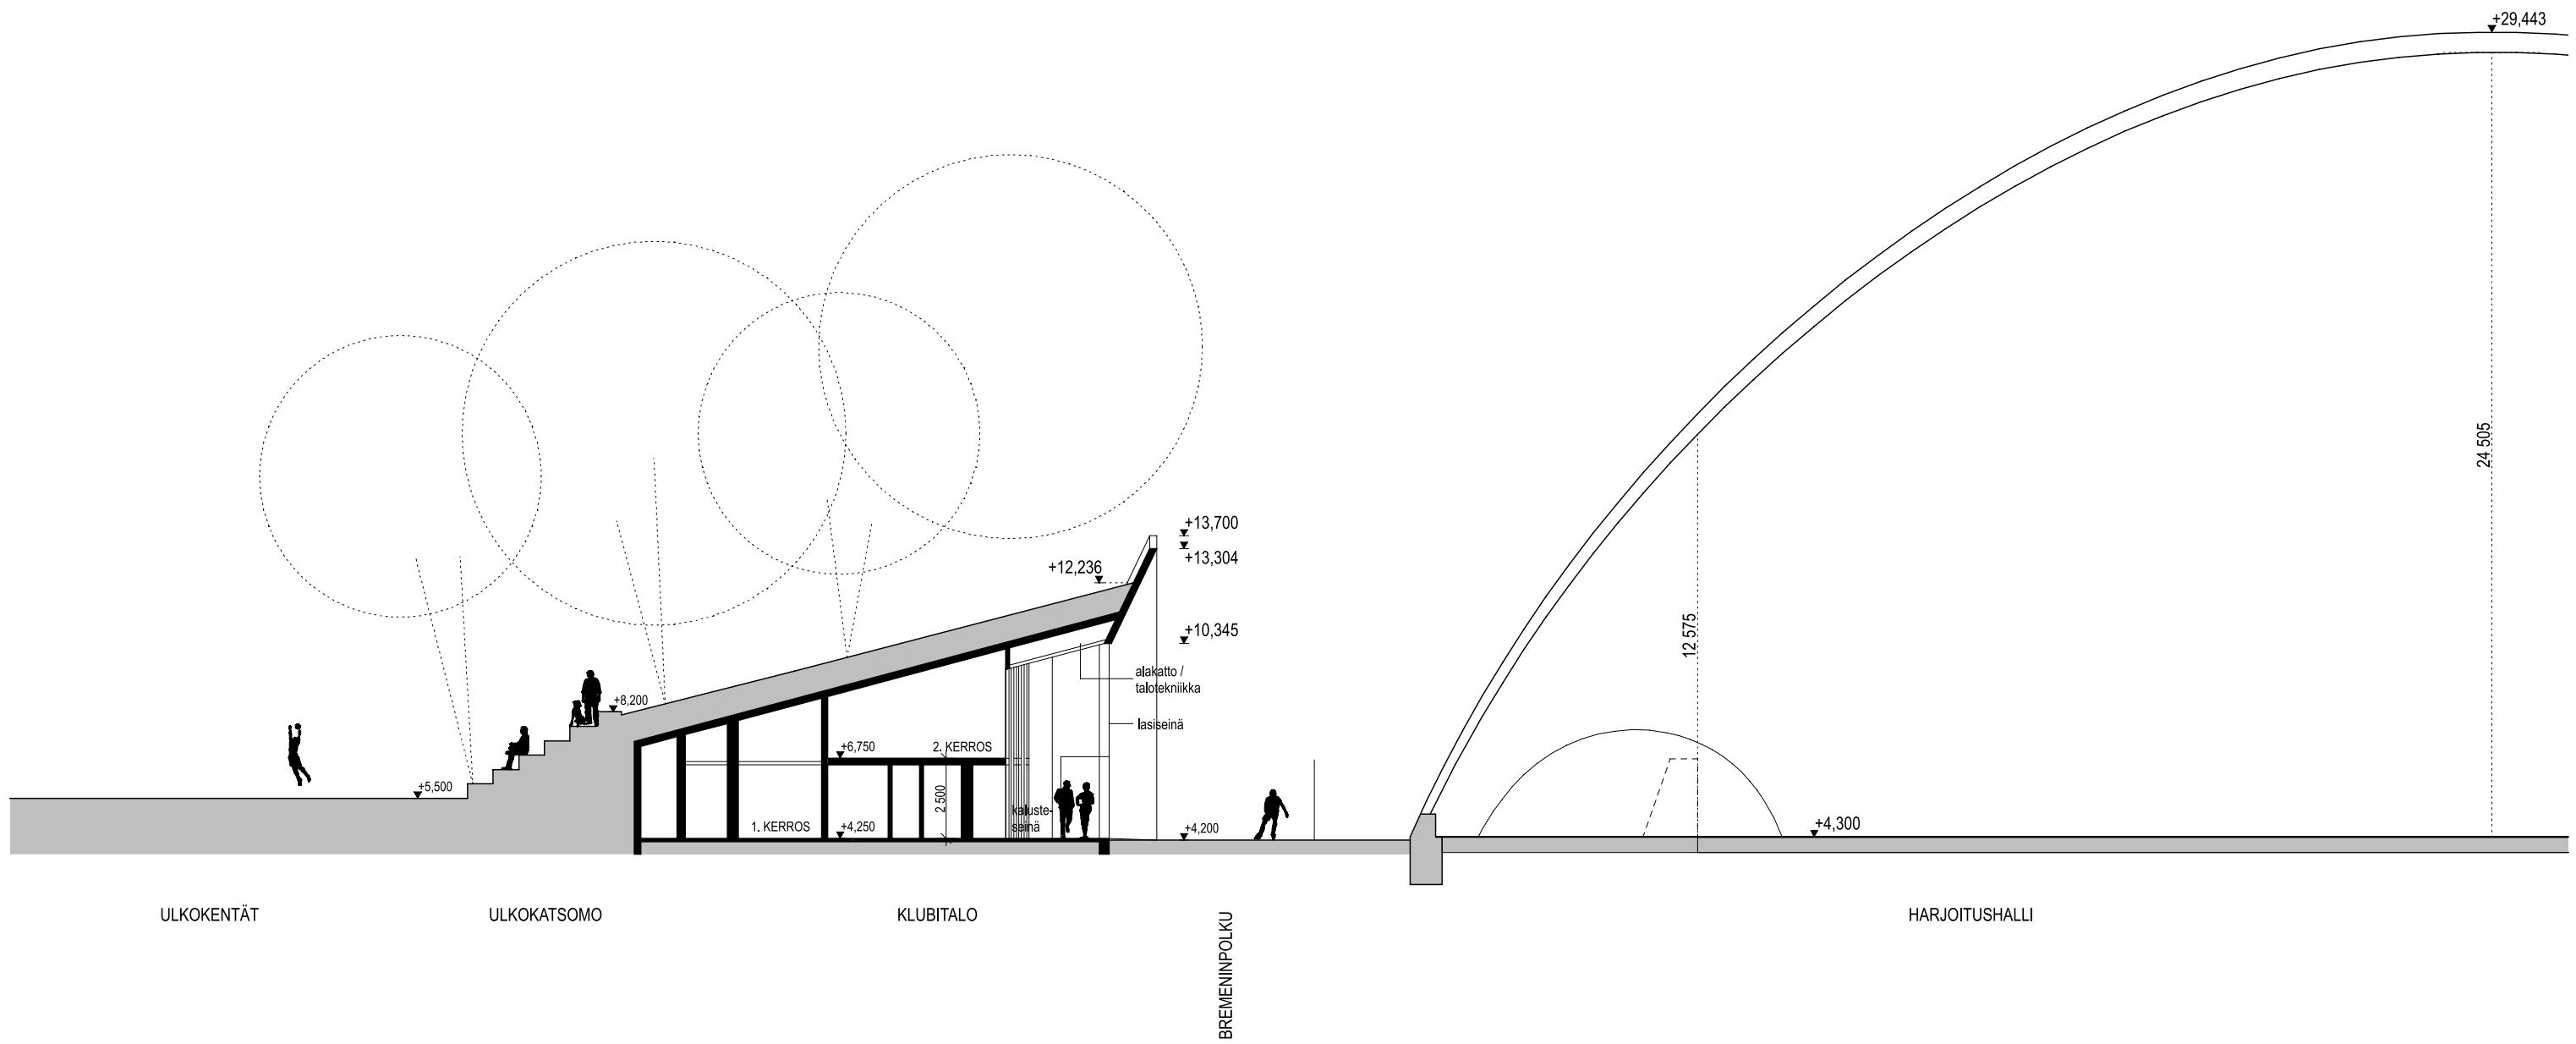 +29,443
24 505
12 575
+13,700
+13,304
+12,236
+10,345
alakatto /
talotekniikka
lasiseinä
+8,200
+6,750
2. KERROS
+5,500
2 500
kaluste-
seinä
1. KERROS
+4,250
+4,200
+4,300
ULKOKENTÄT
ULKOKATSOMO
KLUBITALO
BREMENINPOLKU
HARJOITUSHALLI